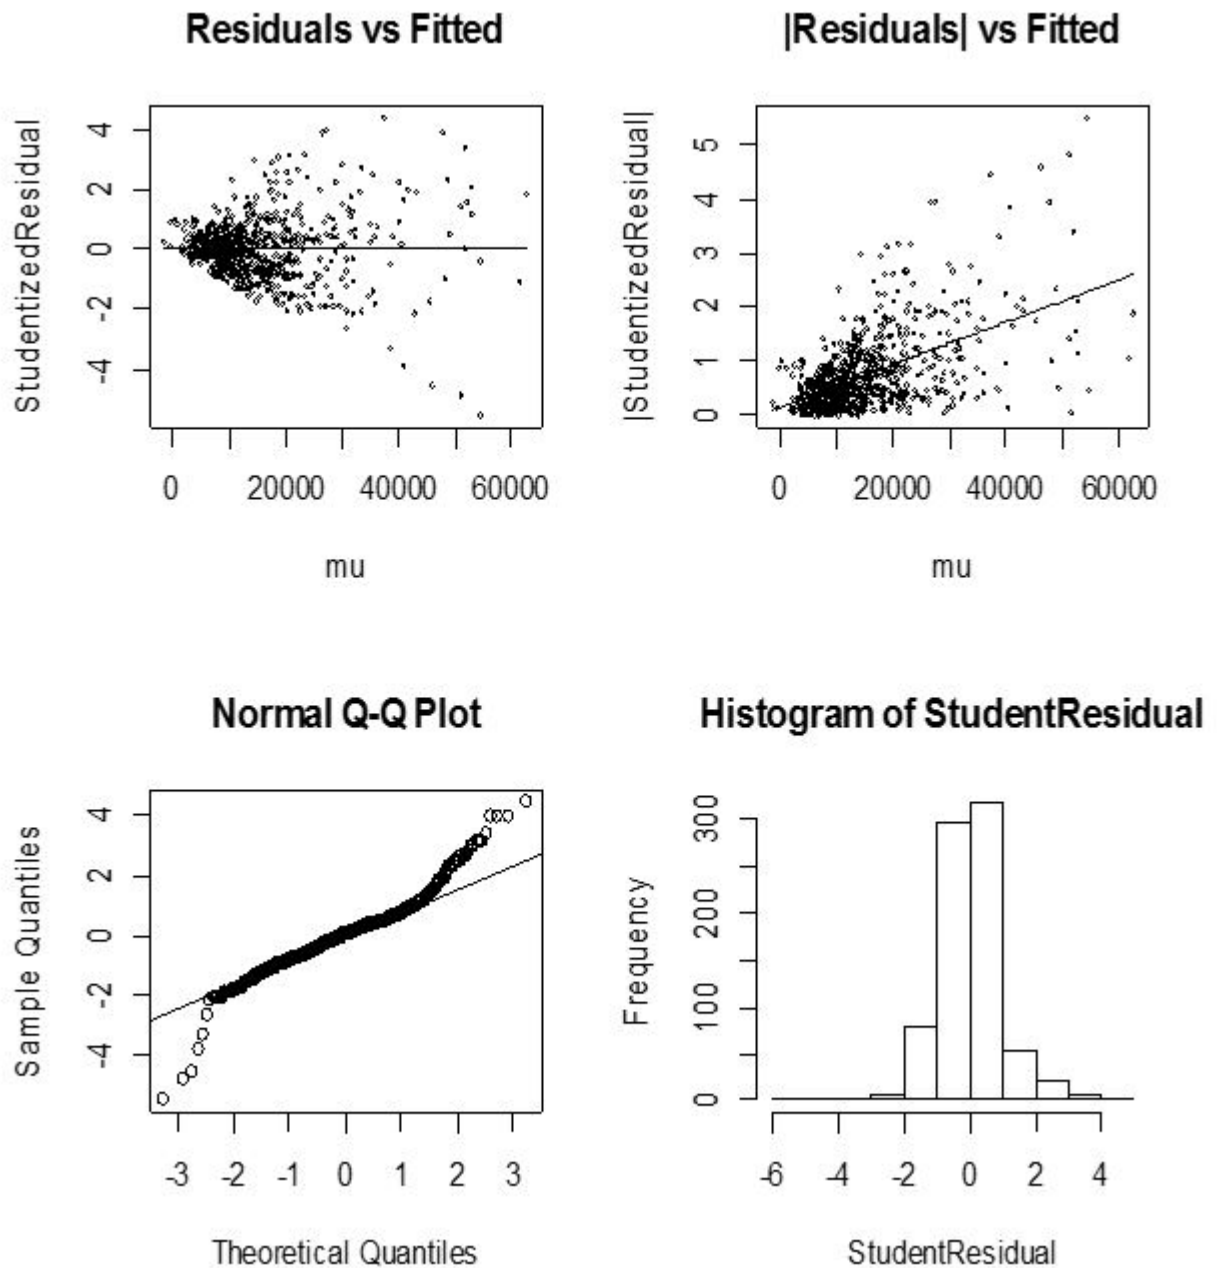 Residuals vs Fitted
StudentizedResidual
4
2
0
-2
-4
0 20000 40000 60000
mu
|Residuals| vs Fitted
|StudentizedResidual|
5
4
3
2
1
0
0 20000 40000 60000
mu
Normal Q-Q Plot
Sample Quantiles
4
2
0
-2
-4
-3 -2 -1 0 1 2 3
Theoretical Quantiles
Histogram of StudentResidual
Frequency
300
200
100
0
-6 -4 -2 0 2 4
StudentResidual